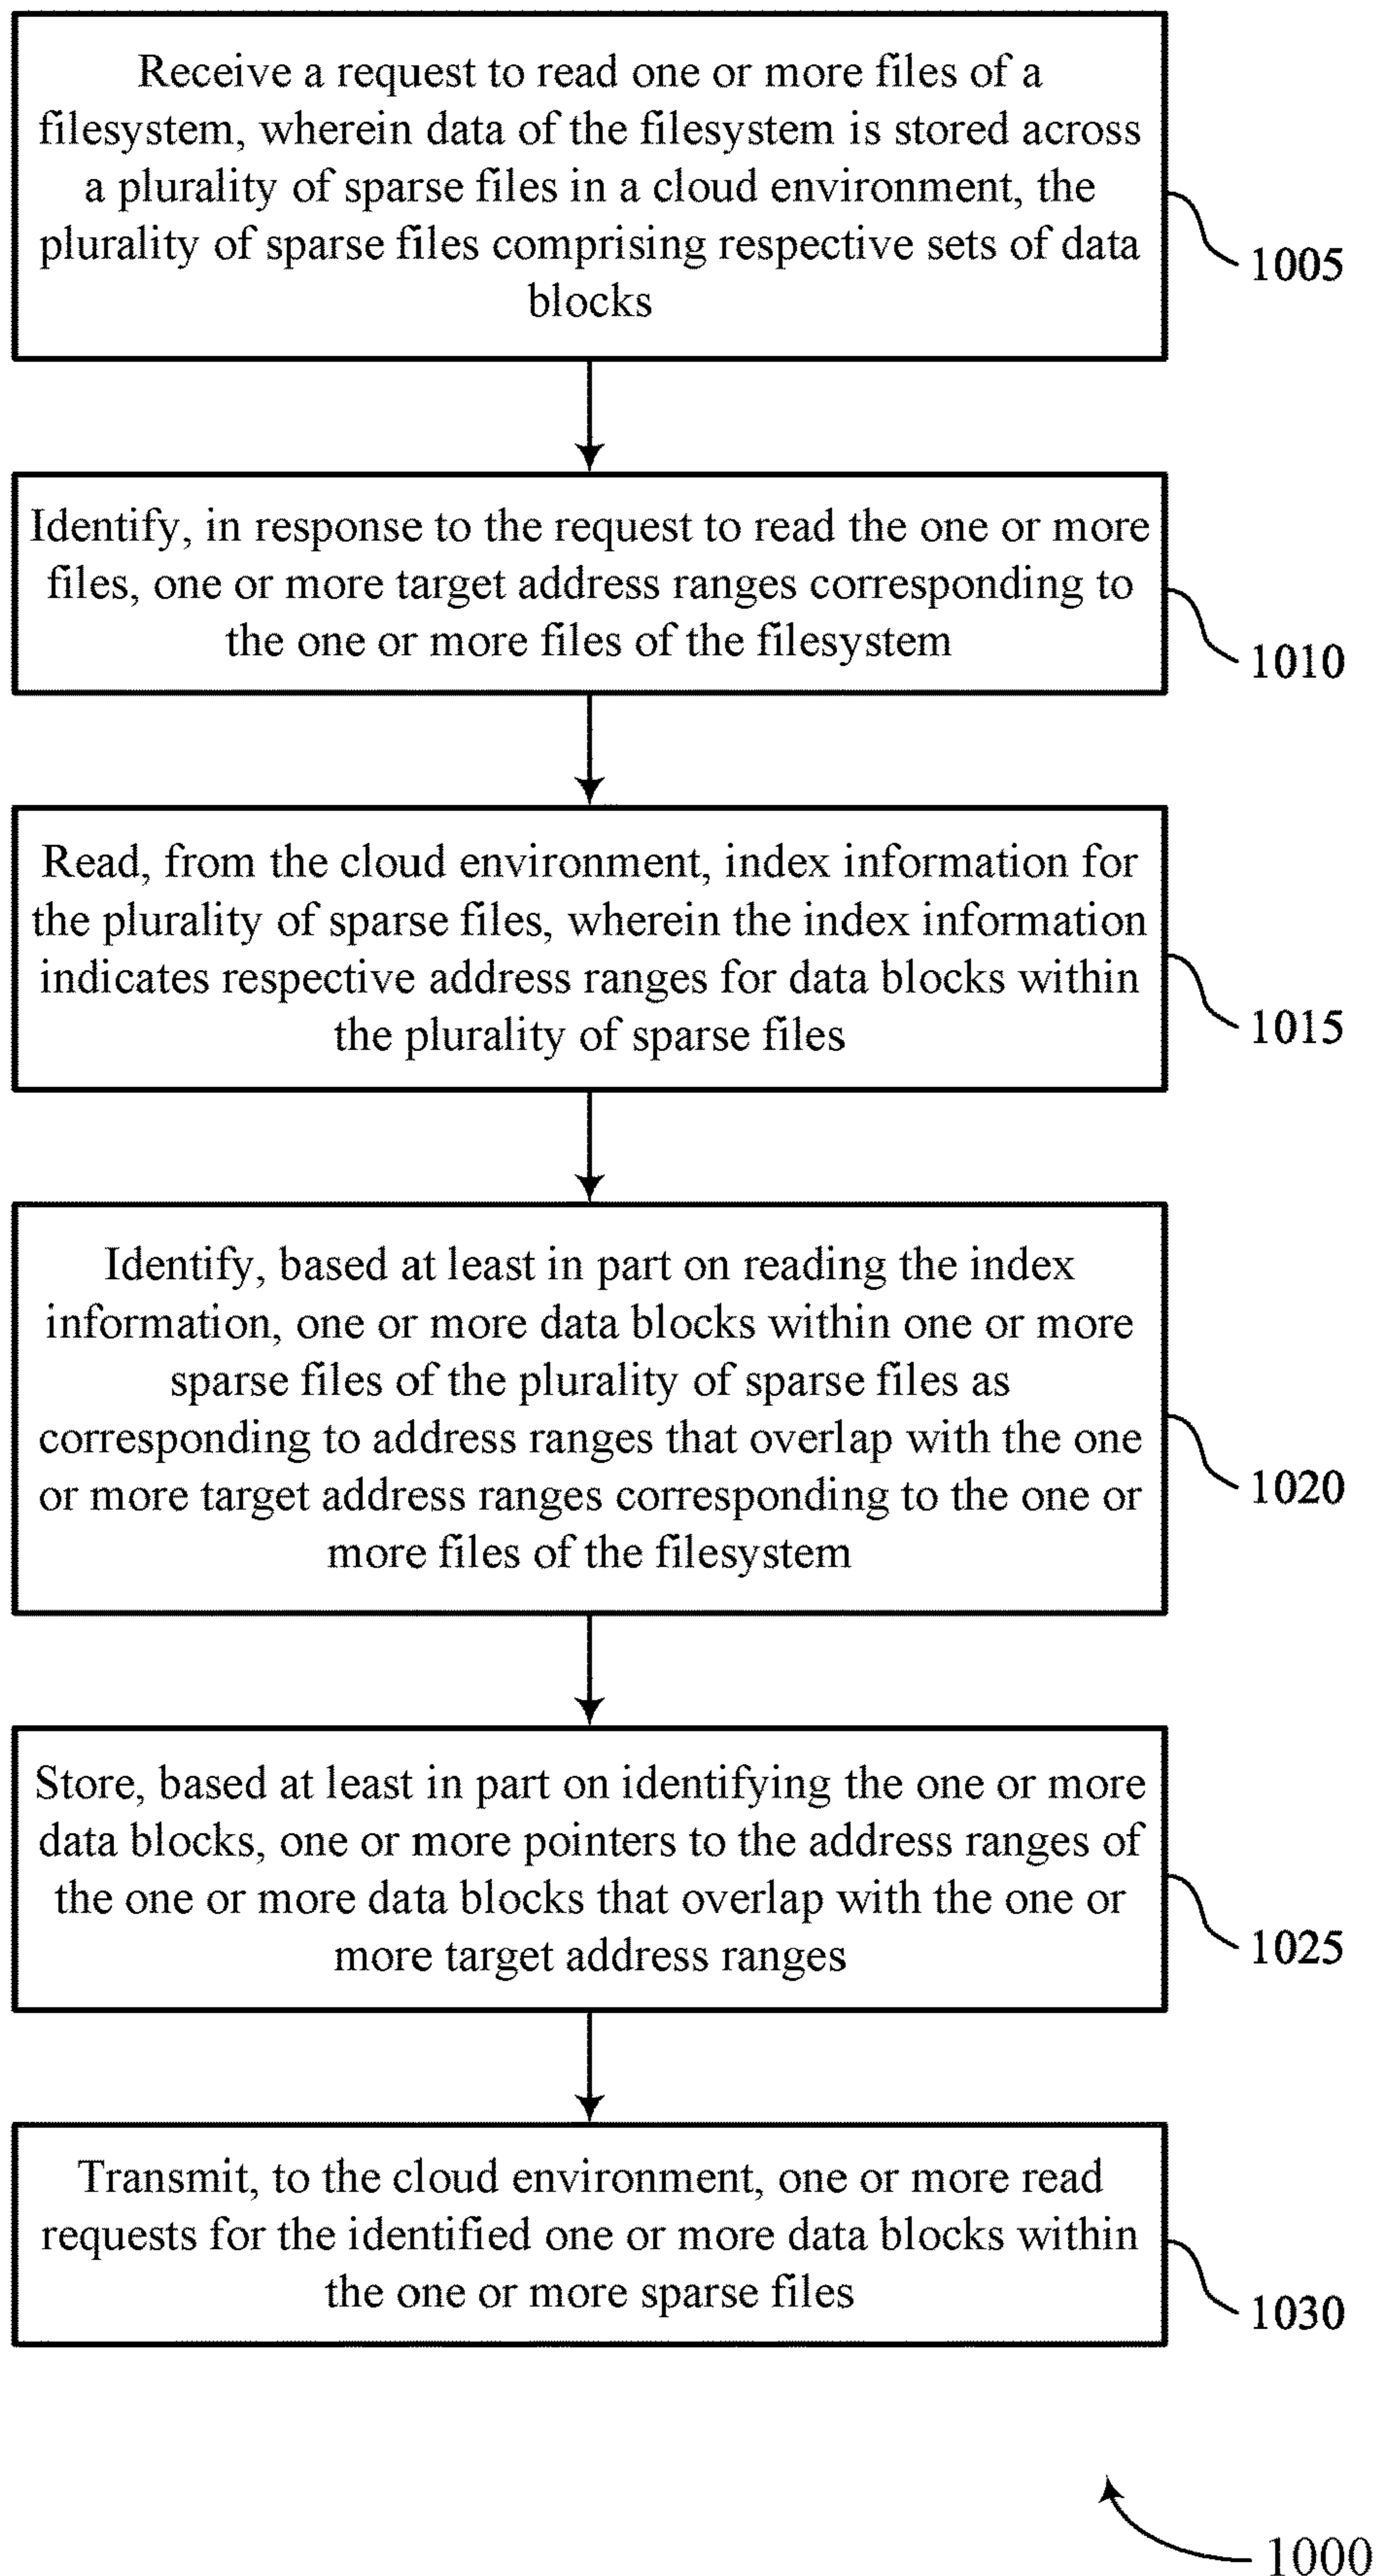 Receive a request to read one or more files of a
filesystem, wherein data of the filesystem is stored across
a plurality of sparse files in a cloud environment, the
plurality of sparse files comprising respective sets of data
blocks
1005
Identify, in response to the request to read the one or more
files, one or more target address ranges corresponding to
the one or more files of the filesystem
1010
Read, from the cloud environment, index information for
the plurality of sparse files, wherein the index information
indicates respective address ranges for data blocks within
the plurality of sparse files
1015
Identify, based at least in part on reading the index
information, one or more data blocks within one or more
sparse files of the plurality of sparse files as
corresponding to address ranges that overlap with the one
or more target address ranges corresponding to the one or
more files of the filesystem
1020
Store, based at least in part on identifying the one or more
data blocks, one or more pointers to the address ranges of
the one or more data blocks that overlap with the one or
more target address ranges
1025
Transmit, to the cloud environment, one or more read
requests for the identified one or more data blocks within
the one or more sparse files
1030
1000